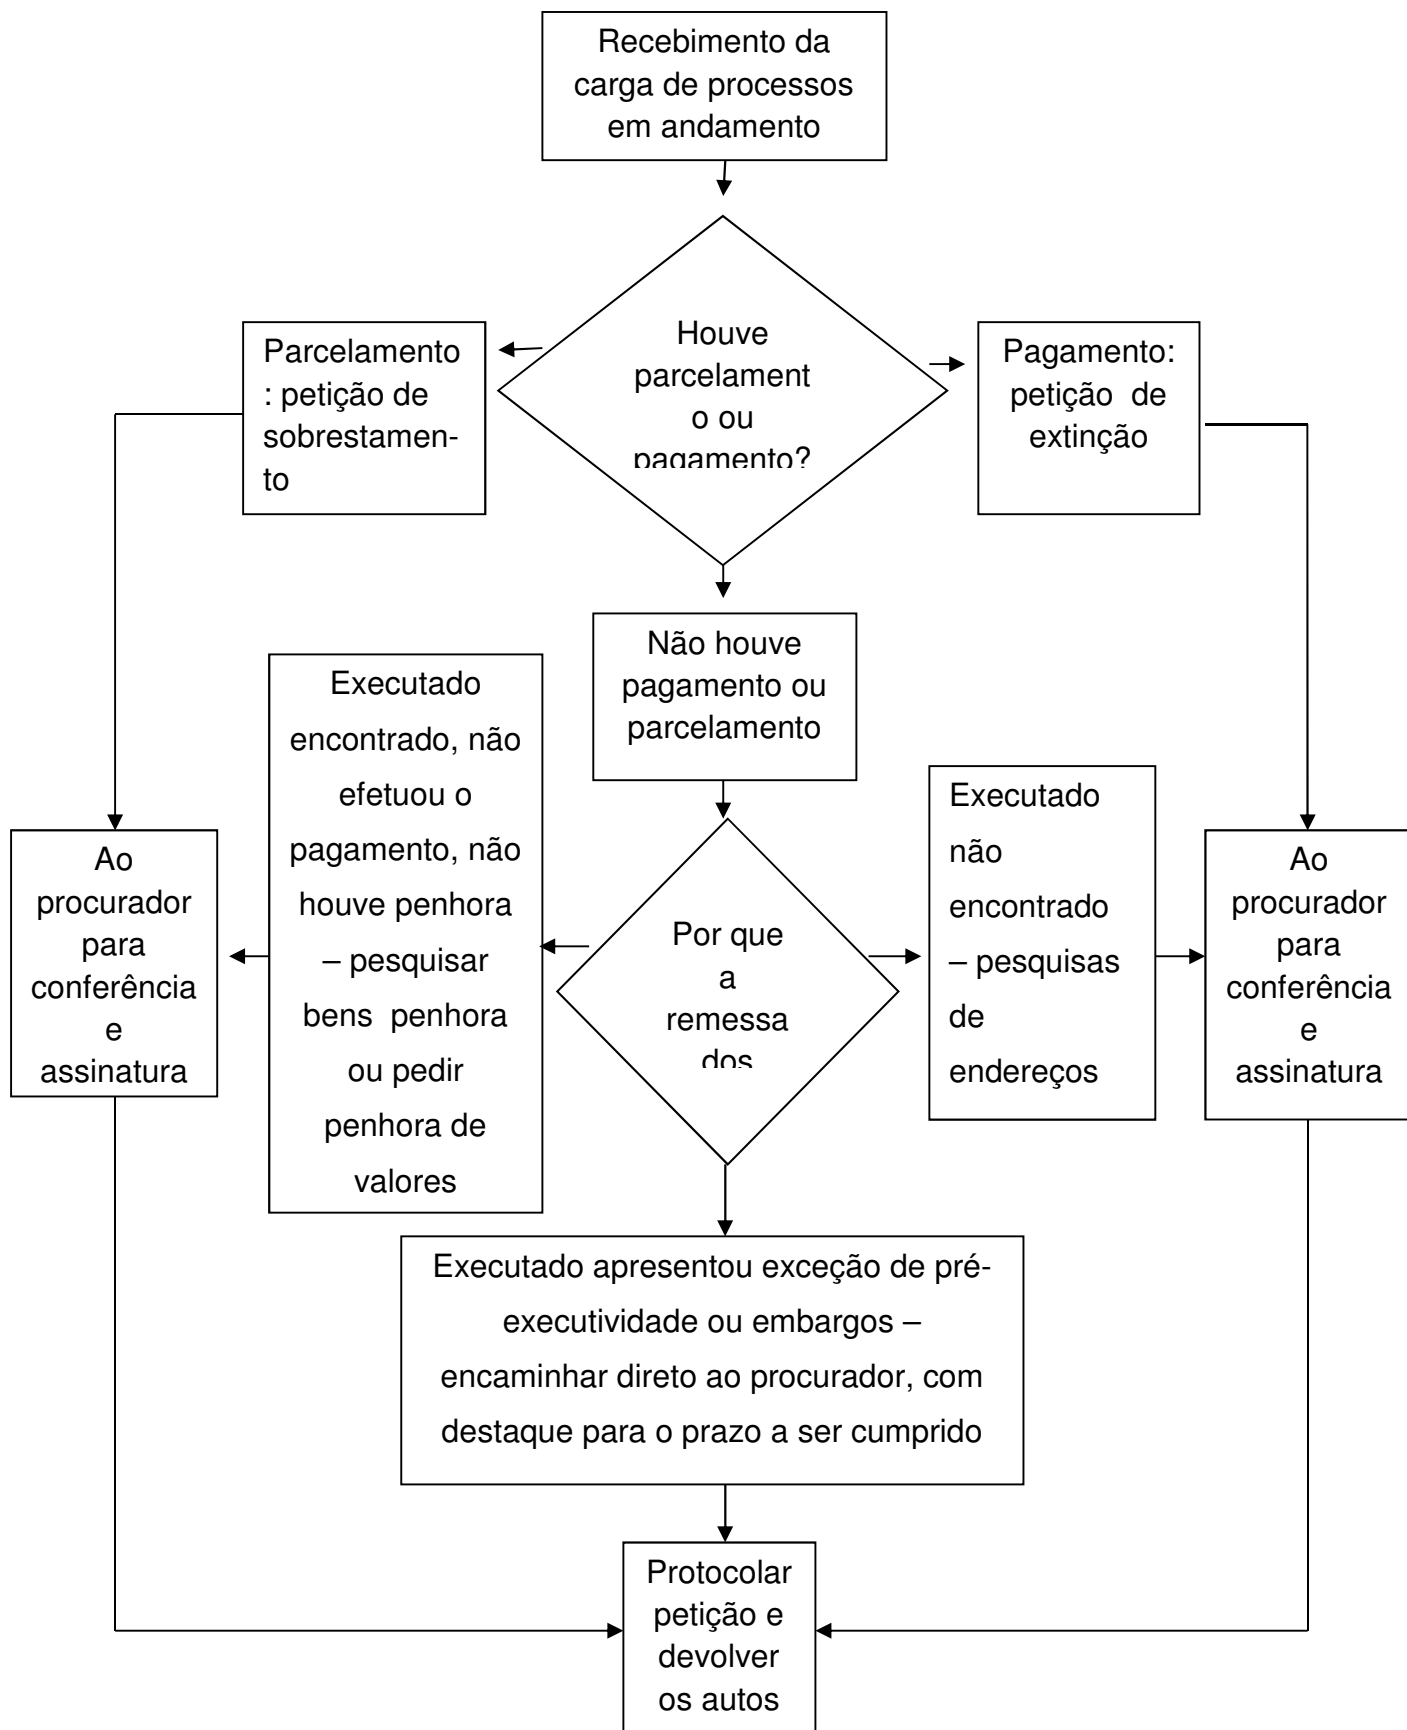 Recebimento da
carga de processos
em andamento
Houve
parcelament
o ou
pagamento?
Parcelamento
: petição de
sobrestamen-
to
Pagamento:
petição de
extinção
Não houve
pagamento ou
parcelamento
Executado
encontrado, não
efetuou o
pagamento, não
houve penhora
– pesquisar
bens penhora
ou pedir
penhora de
valores
Por que
a
remessa
dos
Executado
não
encontrado
– pesquisas
de
endereços
Ao
procurador
para
conferência
e
assinatura
Ao
procurador
para
conferência
e
assinatura
Executado apresentou exceção de pré-
executividade ou embargos –
encaminhar direto ao procurador, com
destaque para o prazo a ser cumprido
Protocolar
petição e
devolver
os autos